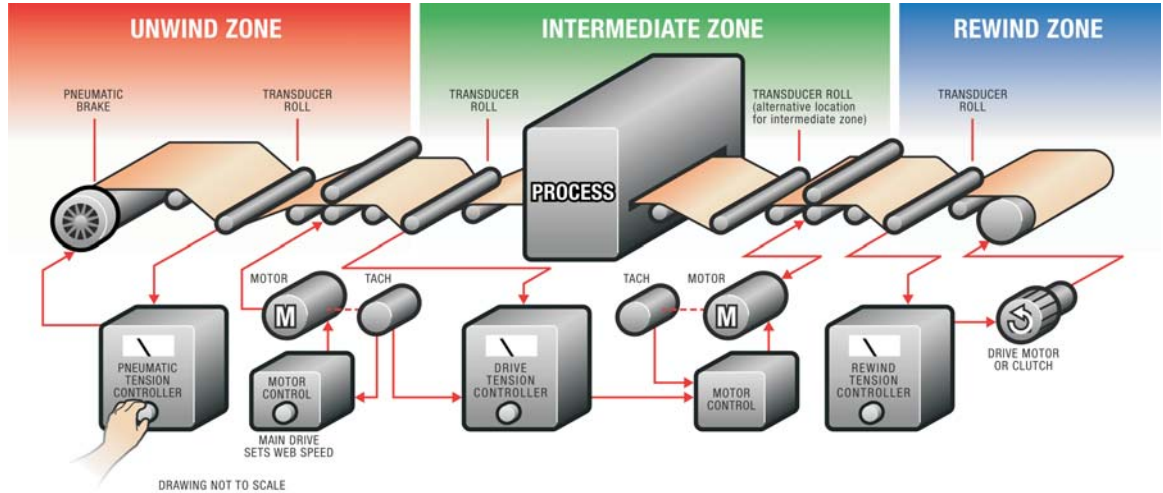 UNWIND ZONE
INTERMEDIATE ZONE
REWIND ZONE
PNEUMATIC
BRAKE
TRANSDUCER
ROLL
TRANSDUCER
ROLL
TRANSDUCER ROLL
(alternative location
for intermediate zone)
TRANSDUCER
ROLL
PROCESS
MOTOR
TACH
TACH
MOTOR
M
M
PNEUMATIC
TENSION
CONTROLLER
MOTOR
CONTROL
MAIN DRIVE
SETS WEB SPEED
DRIVE
TENSION
CONTROLLER
MOTOR
CONTROL
REWIND
TENSION
CONTROLLER
DRIVE MOTOR
OR CLUTCH
DRAWING NOT TO SCALE